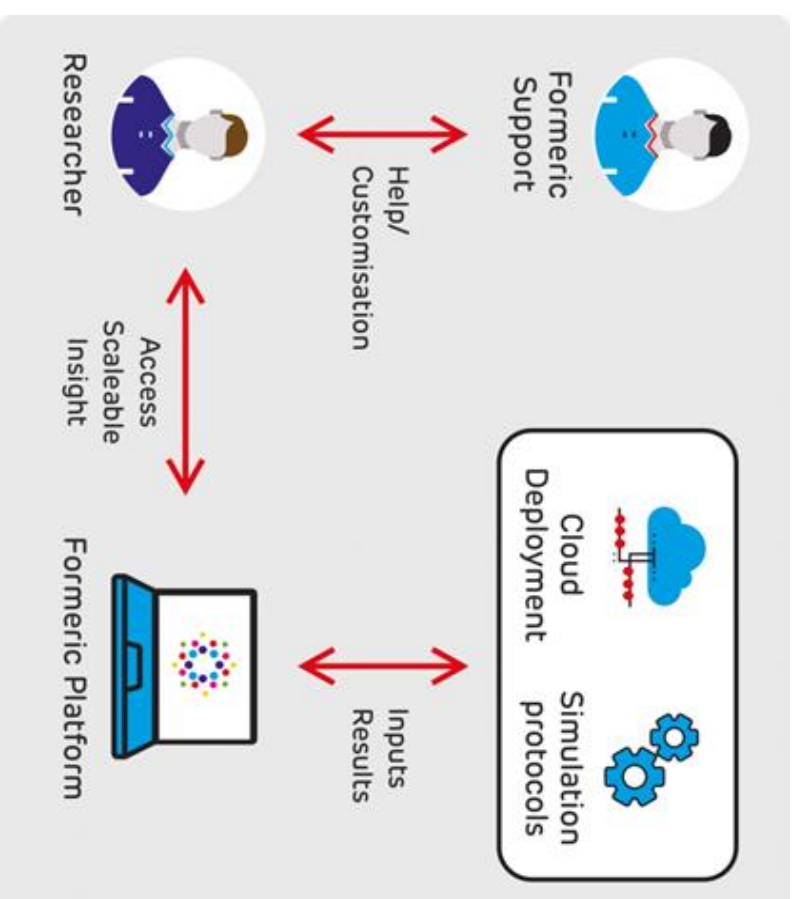 Formeric
Support
Help/
Customisation
Researcher
Access
Scaleable
Insight
Cloud
Deployment
Simulation
protocols
Inputs
Results
Formeric Platform